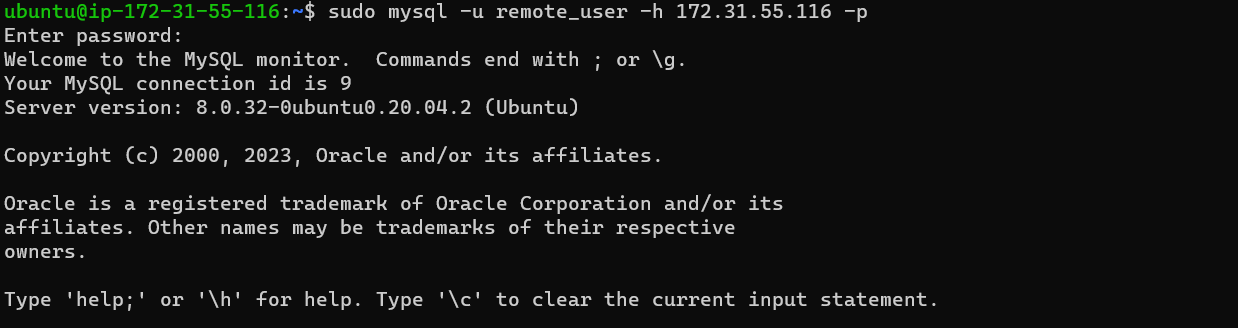 ubuntu@ip-172-31-55-116:~$ sudo mysql -u remote_user -h 172.31.55.116 -p
Enter password:
Welcome to the MySQL monitor.  Commands end with ; or \g.
Your MySQL connection id is 9
Server version: 8.0.32-0ubuntu0.20.04.2 (Ubuntu)

Copyright (c) 2000, 2023, Oracle and/or its affiliates.

Oracle is a registered trademark of Oracle Corporation and/or its
affiliates. Other names may be trademarks of their respective
owners.

Type 'help;' or '\h' for help. Type '\c' to clear the current input statement.